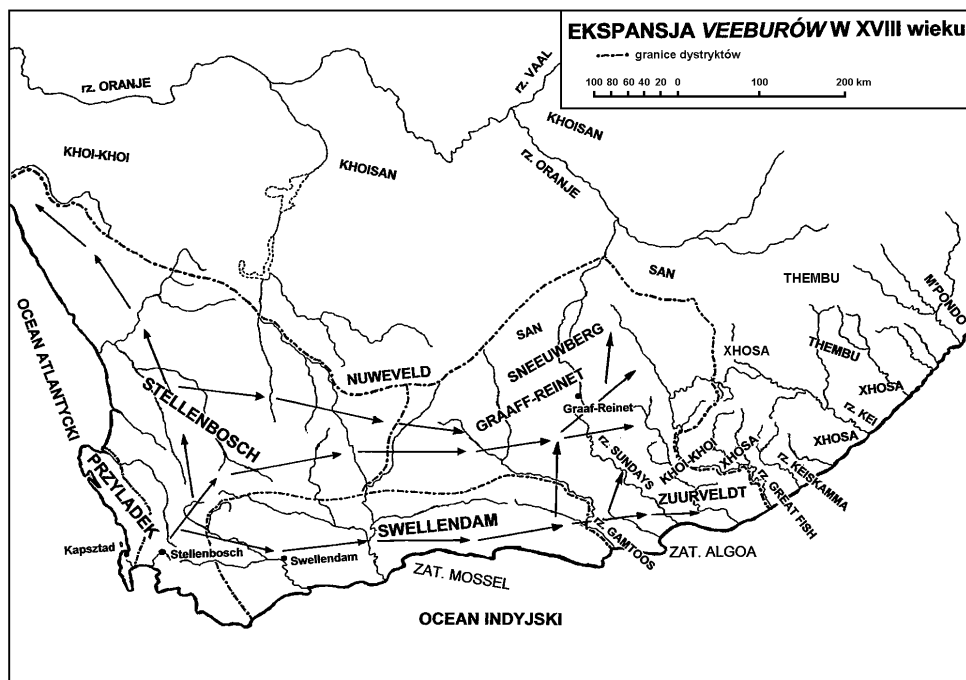 EKSPANSJA VEEBURÓW W XVIII wieku
granice dystryktów
100 80 60 40 20 0 100 200 km
rz. ORANJE
rz. VAAL
KHOISAN
KHOI-KHOI
KHOISAN
rz. ORANJE
SAN
THEMBU
M'PONDO
OCEAN ATLANTYCKI
SAN
SNEEUWBERG
XHOSA
THEMBU
NUWEVELD
STELLENBOSCH
GRAAFF-REINET
Graaf-Reinet
XHOSA
rz. KEI
XHOSA
PRZYLĄDEK
rz. SUNDAYS
KHOI-KHOI
XHOSA
rz. KEISKAMMA
rz. GREAT FISH
ZUURVELDT
SWELLENDAM
rz. GAMTOOS
Kapsztad
Stellenbosch
Swellendam
ZAT. ALGOA
ZAT. MOSSEL
OCEAN INDYJSKI